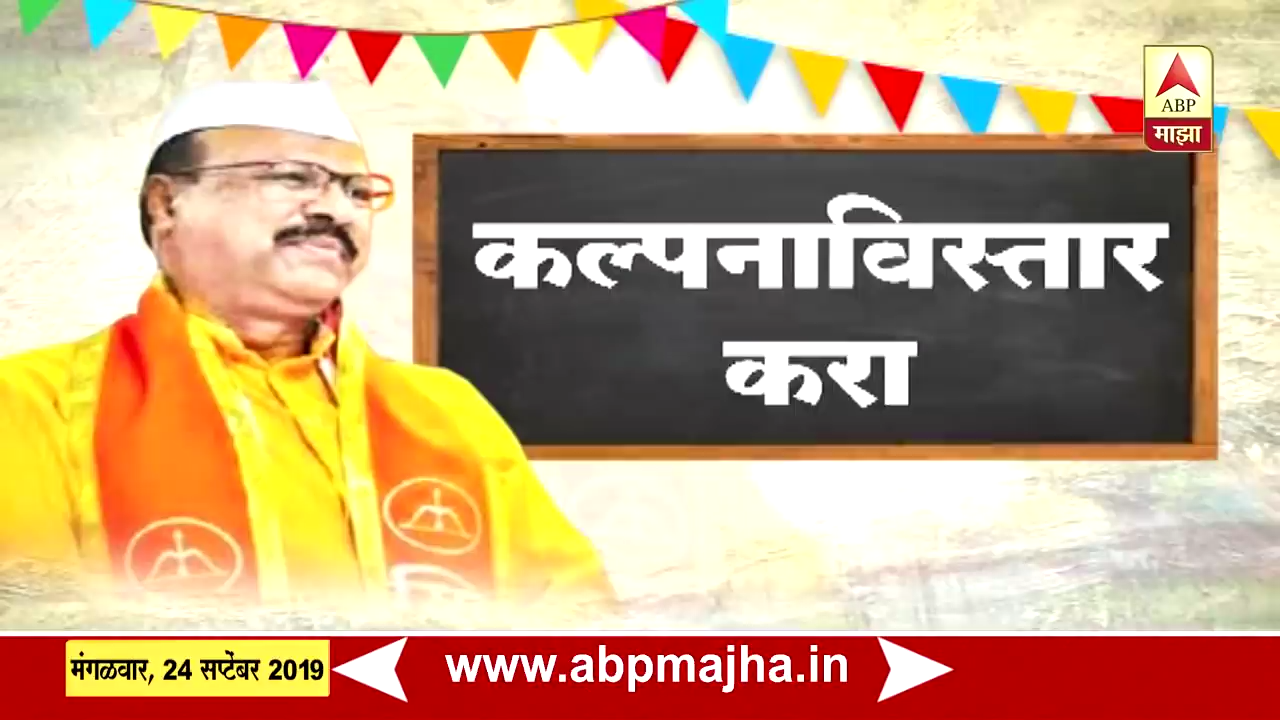 ABP
माझा
कल्पनाविस्तार
करा
मंगळवार, 24 सप्टेंबर 2019
www.abpmajha.in